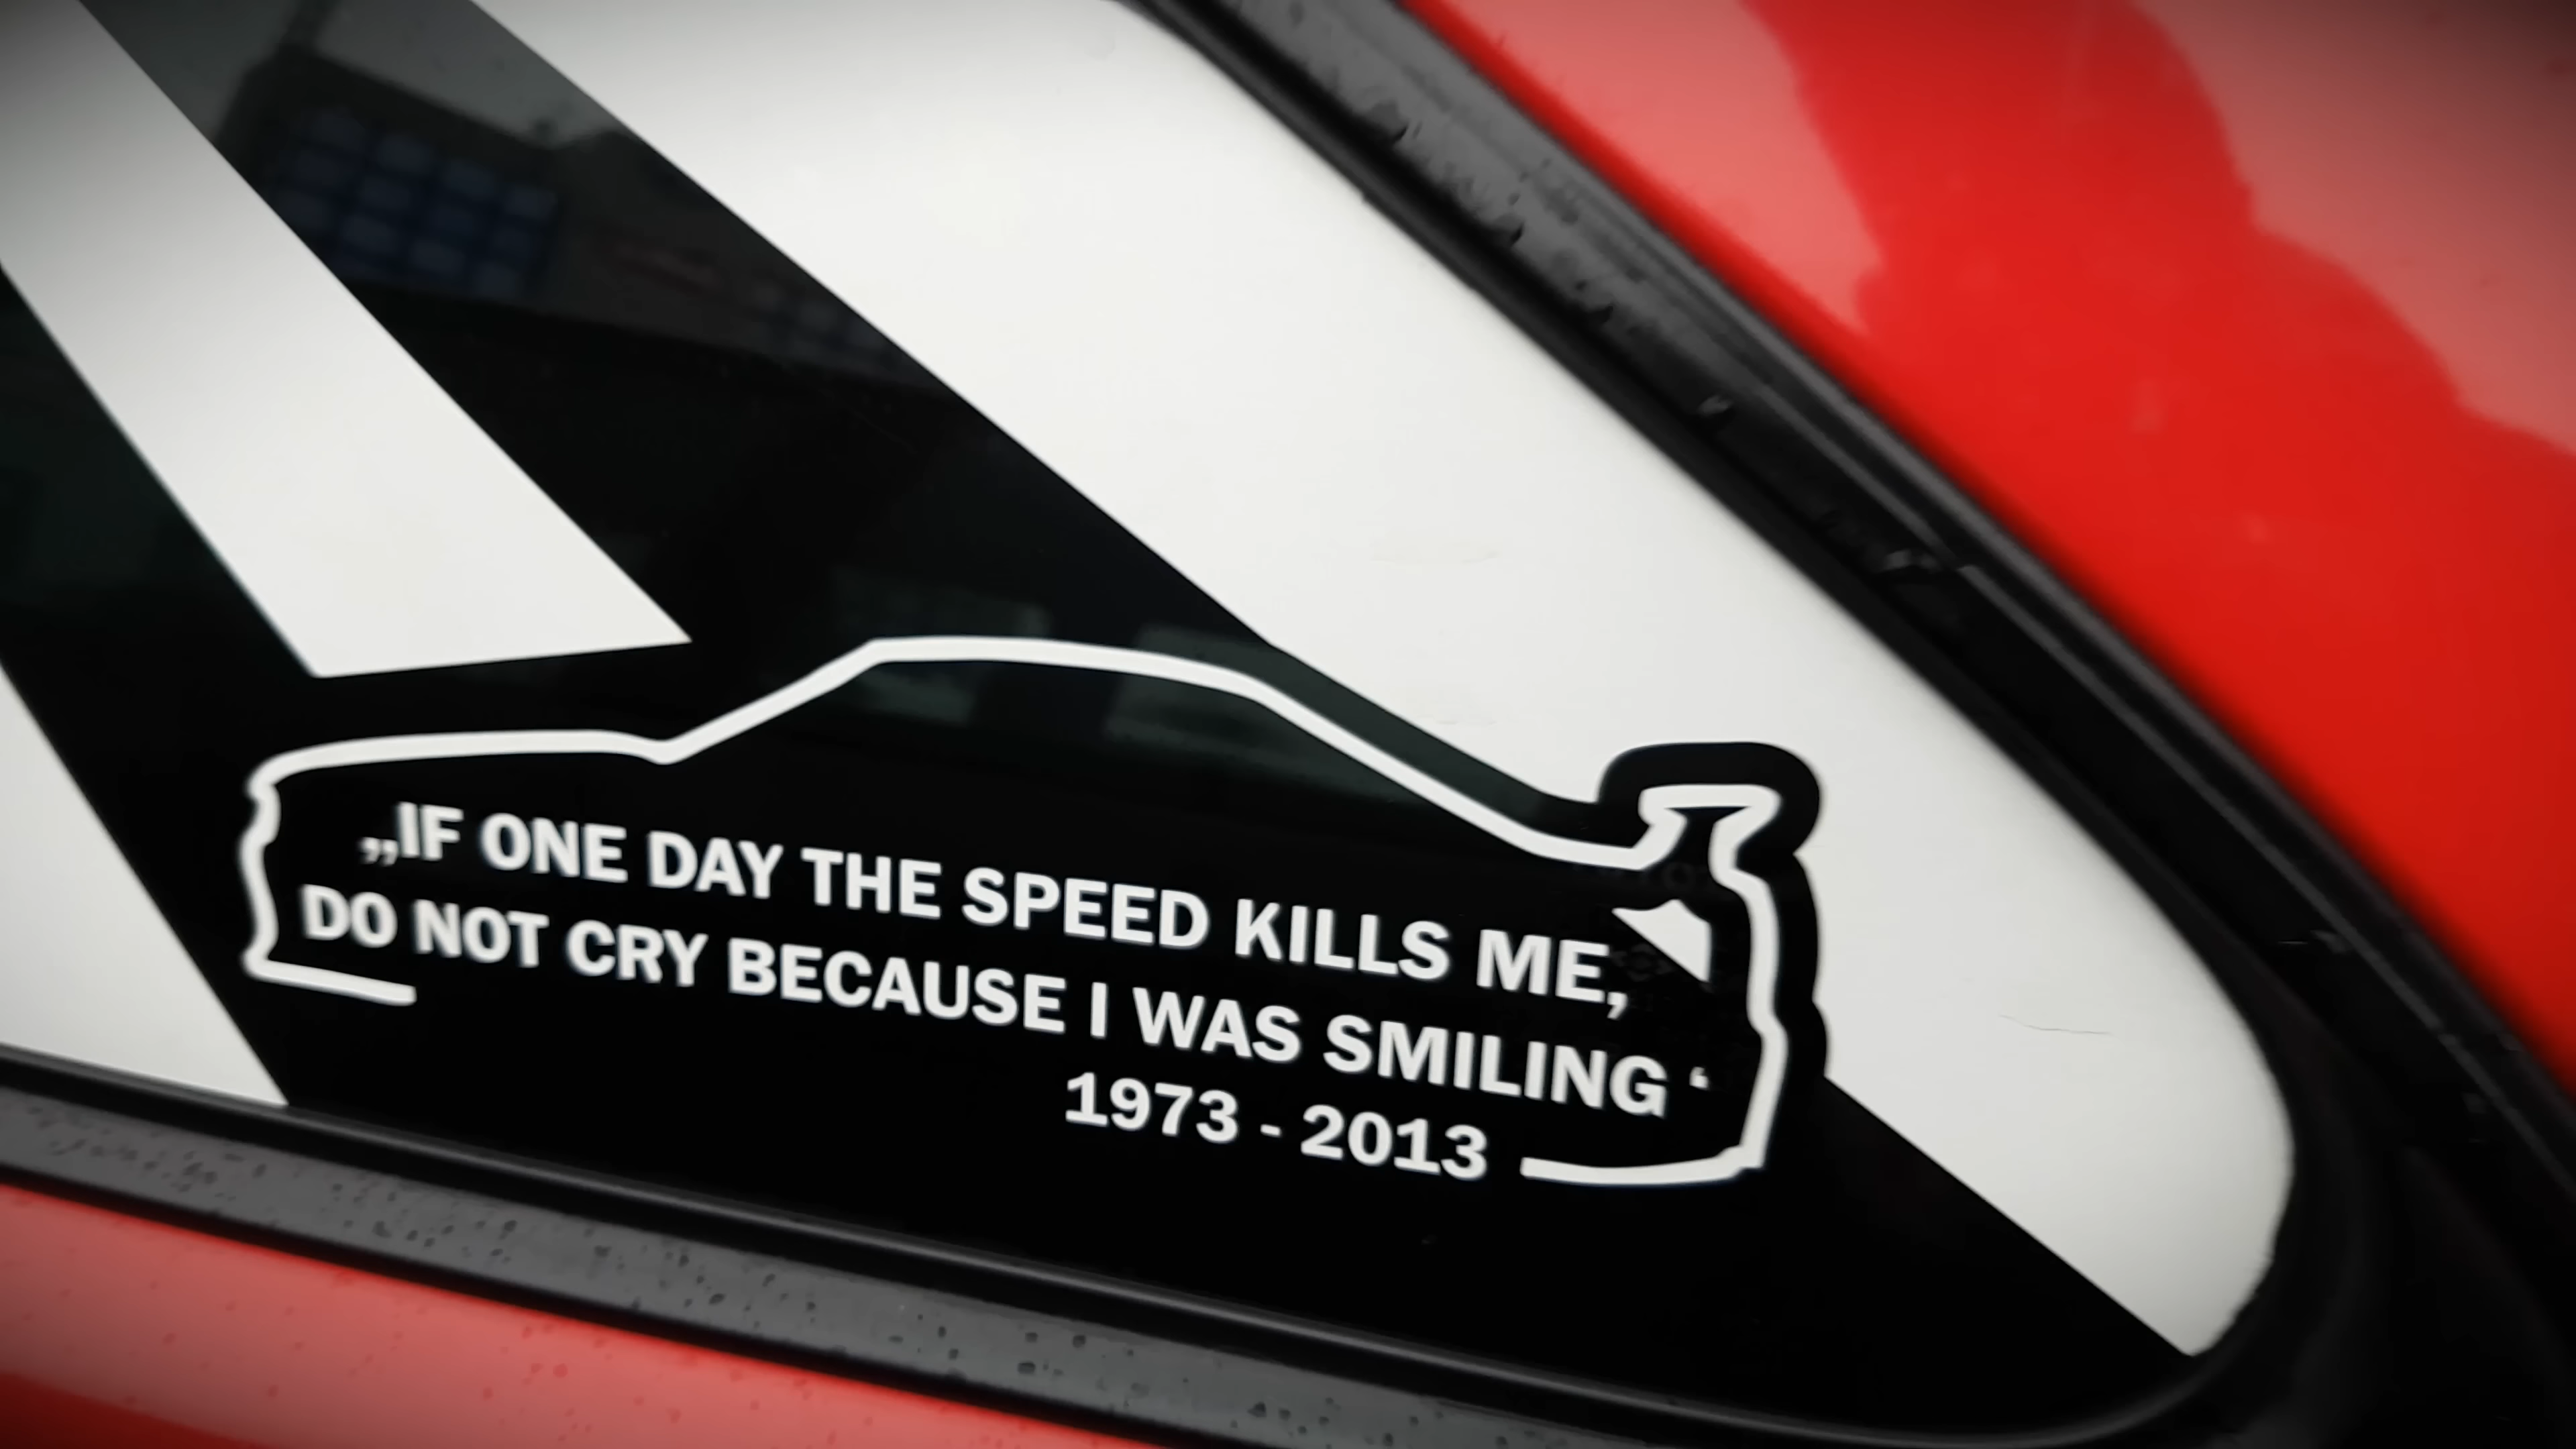 „IF ONE DAY THE SPEED KILLS ME,
DO NOT CRY BECAUSE I WAS SMILING ‘
1973 - 2013